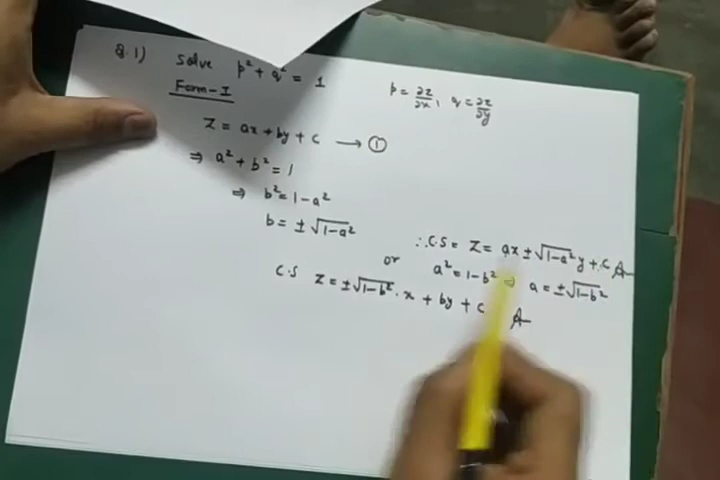 Q.1) Solve p² + q² = 1
p = ∂z/∂x, q = ∂z/∂y
Form-I
Z = ax + by + c → ①
⇒ a² + b² = 1
⇒ b² = 1 - a²
b = ± √1-a²
∴ C.S = Z = ax ± √1-a² y + c
or a² = 1 - b² ⇒ a = ± √1-b²
C.S Z = ± √1-b² . x + by + c